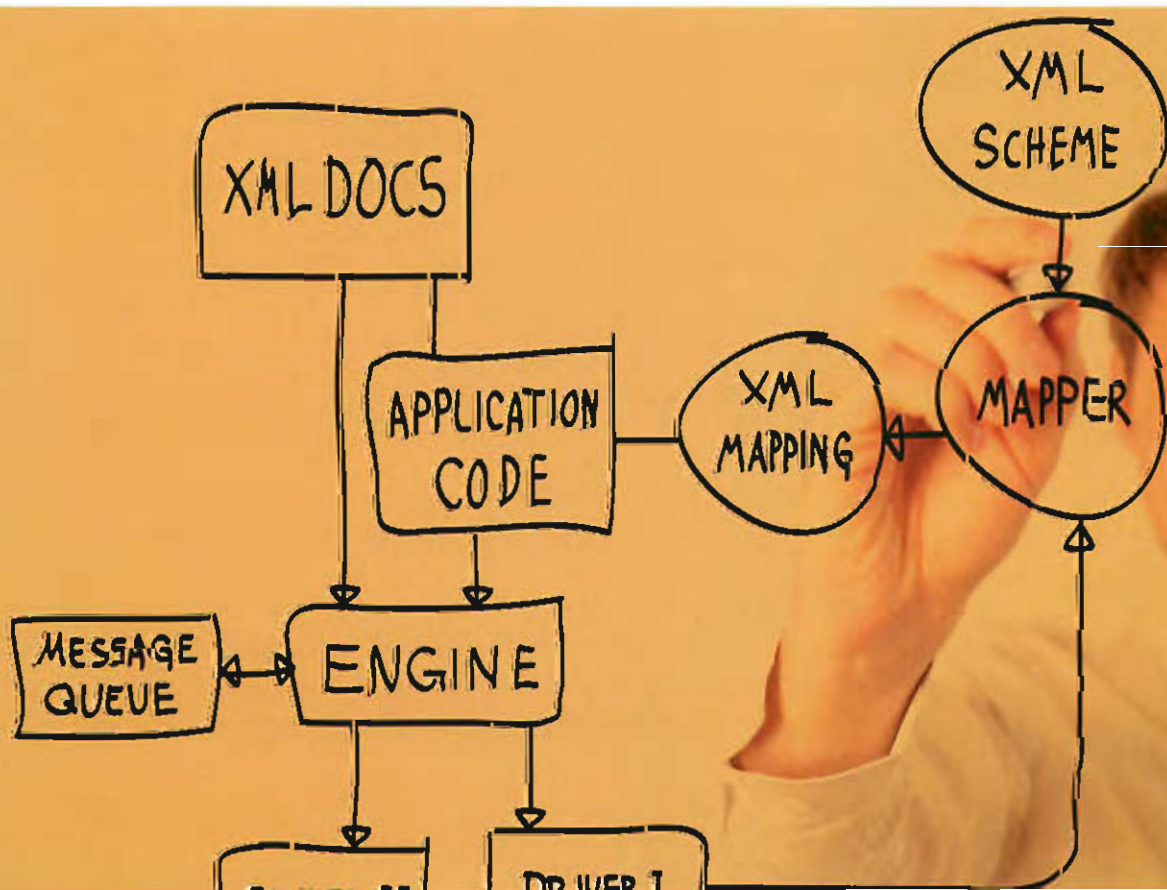 XML
SCHEME
XML DOCS
APPLICATION
CODE
XML
MAPPING
MAPPER
MESSAGE
QUEUE
ENGINE